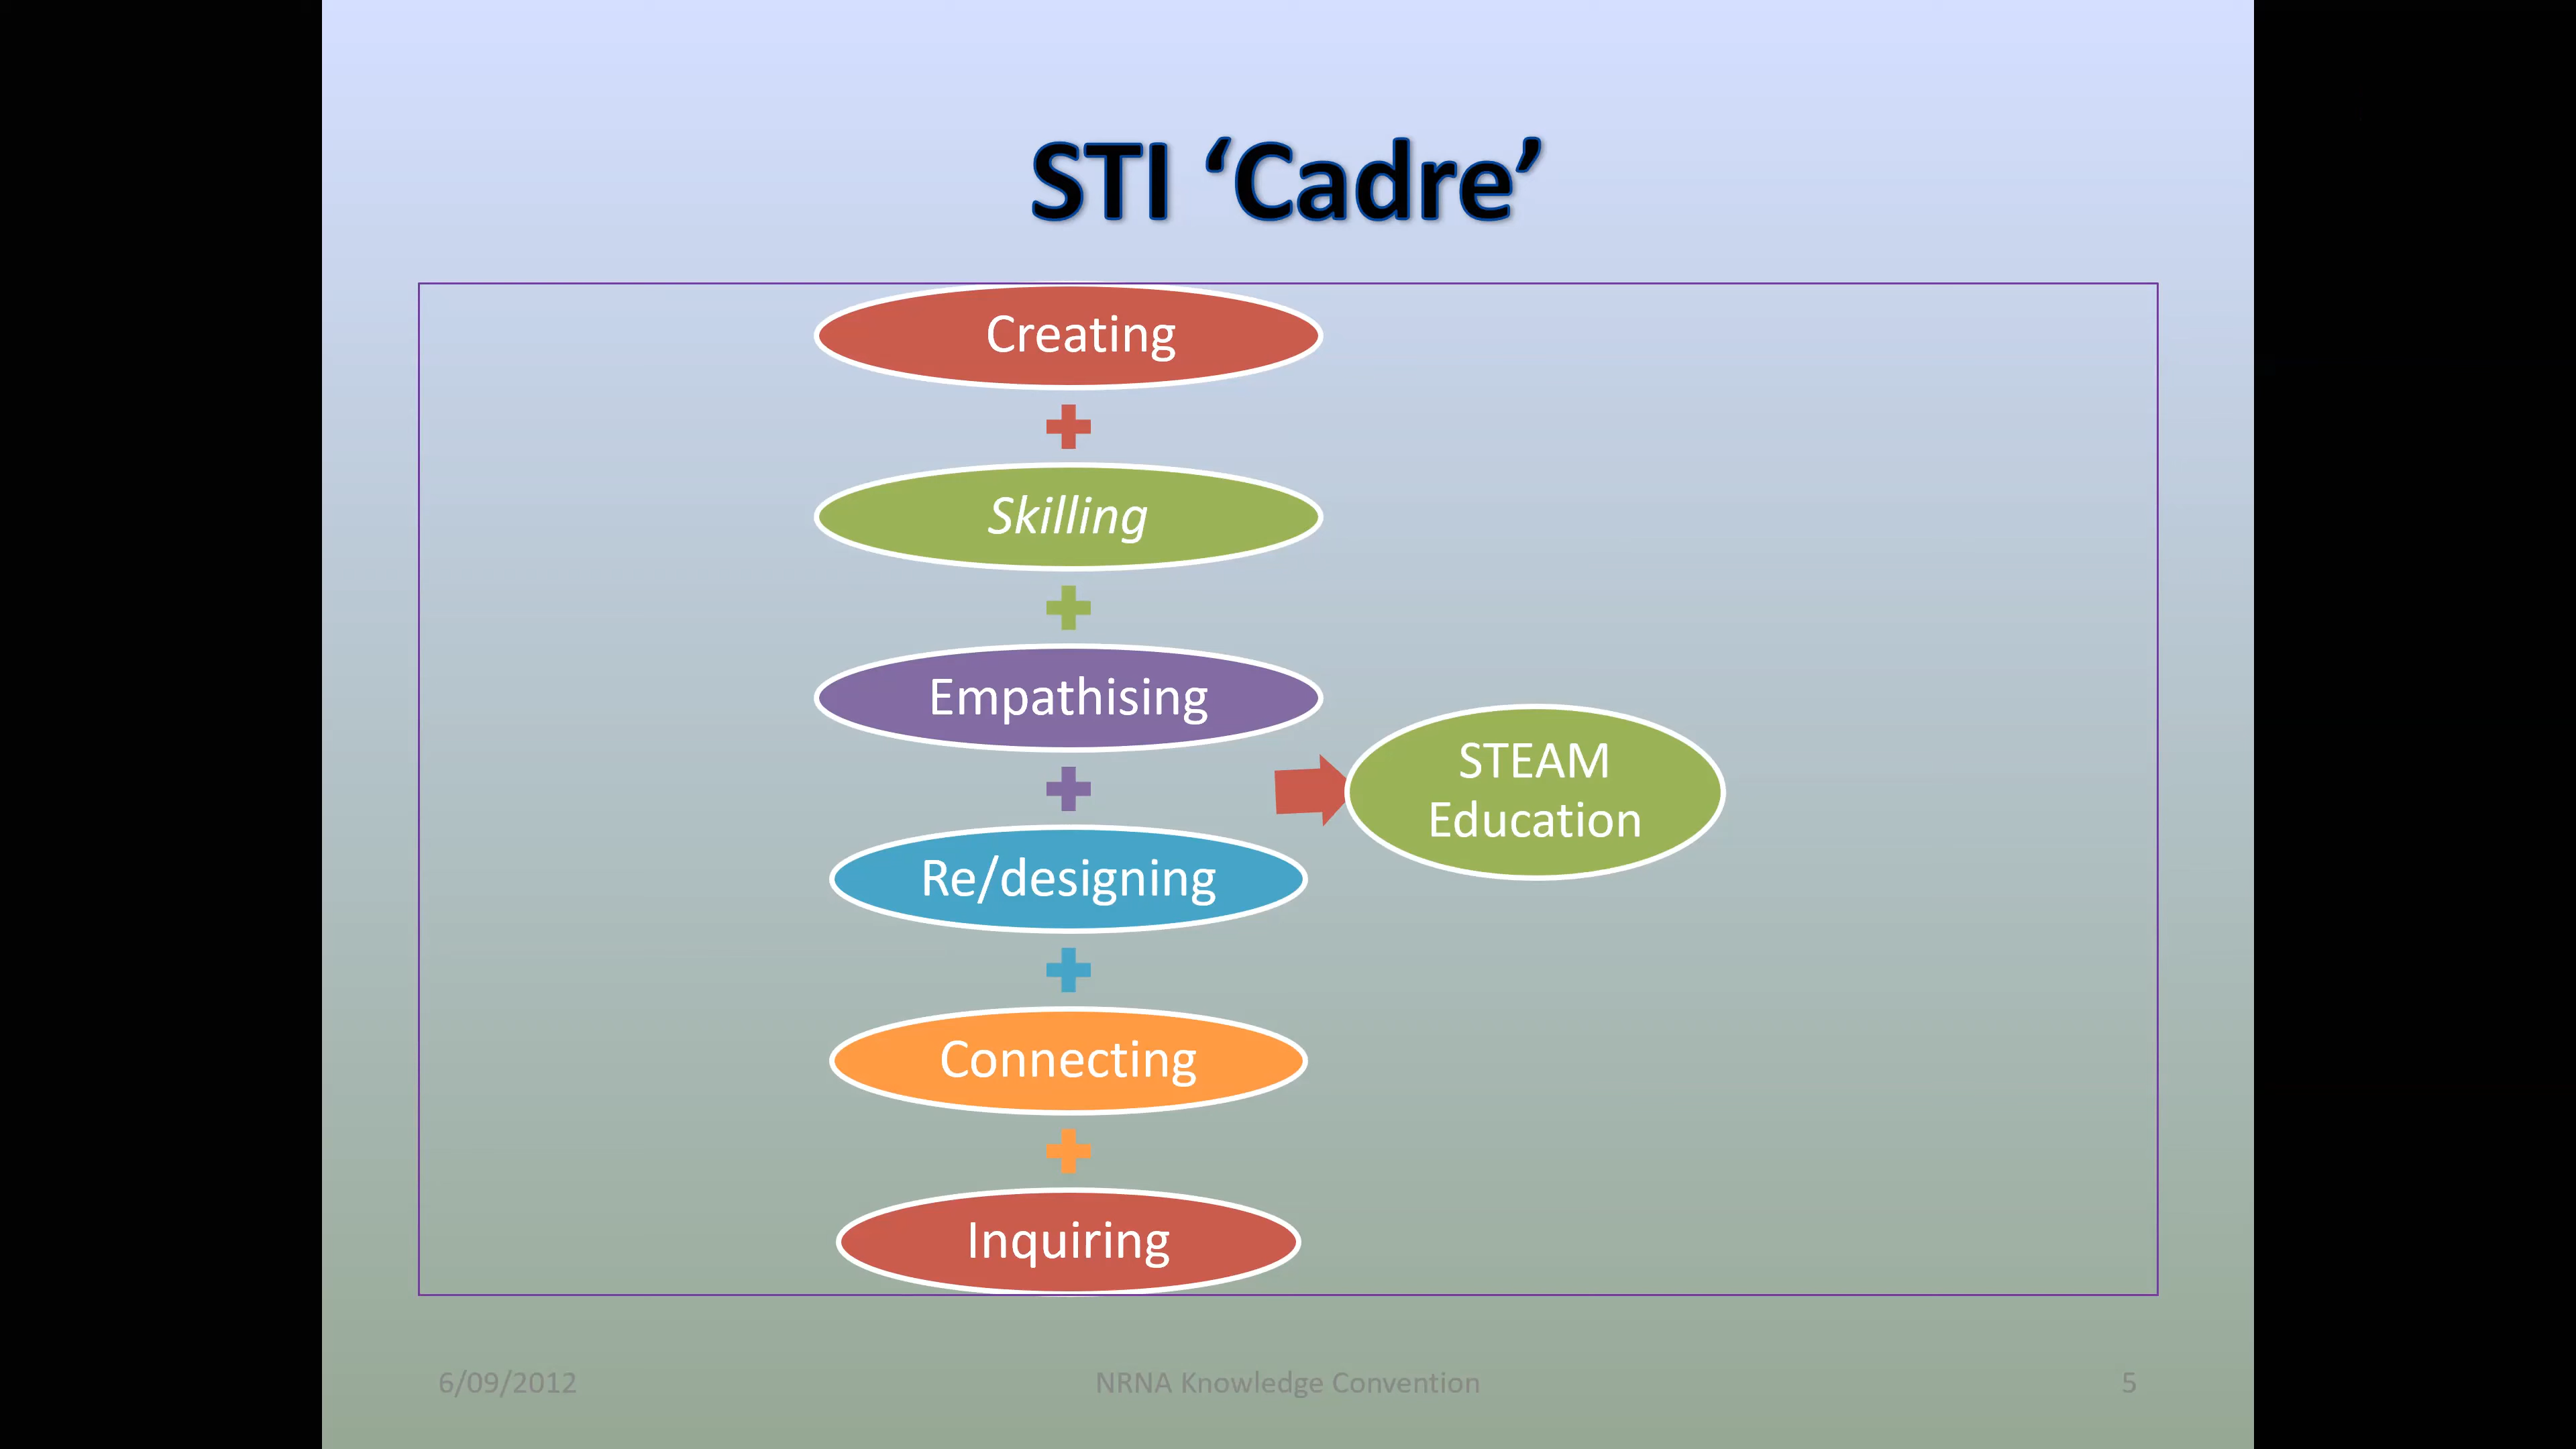 STI ‘Cadre’
Creating
Skilling
Empathising
STEAM
Education
Re/designing
Connecting
Inquiring
6/09/2012
NRNA Knowledge Convention
5